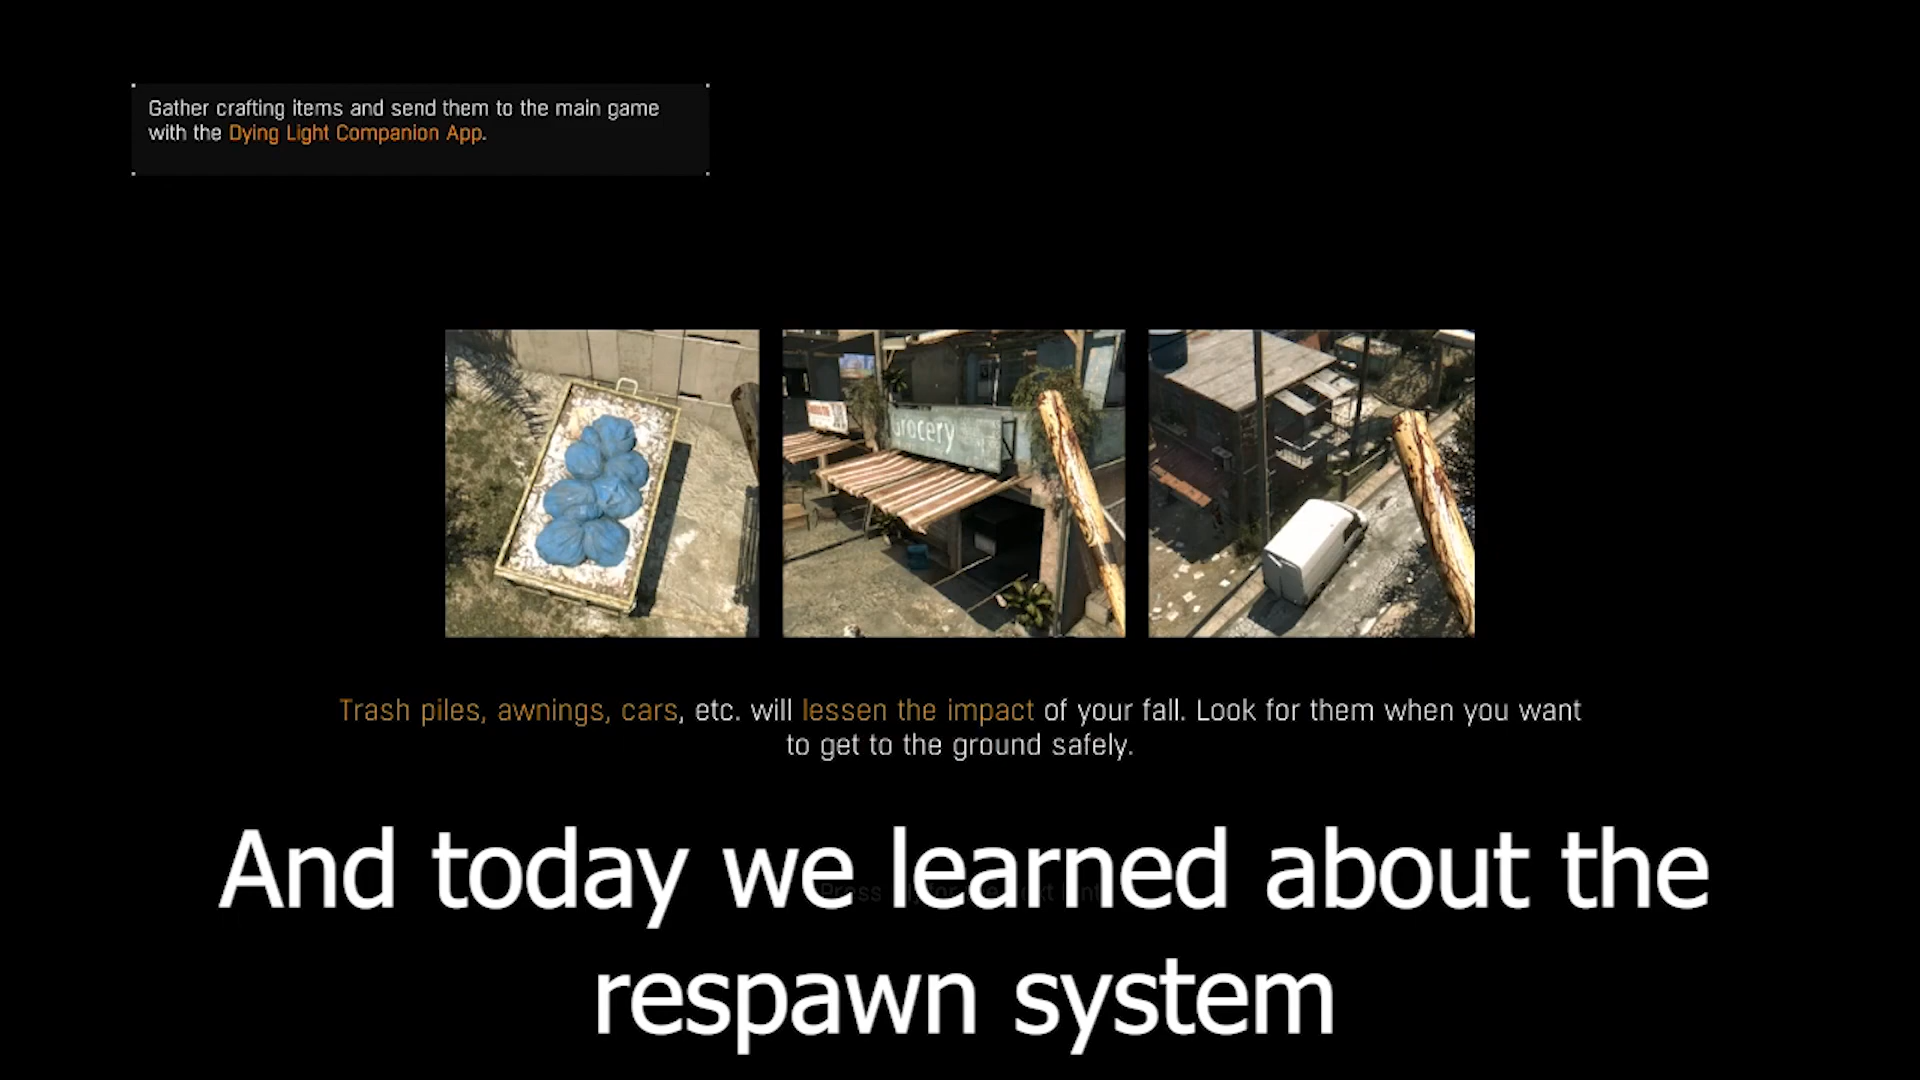 Gather crafting items and send them to the main game
with the Dying Light Companion App.
Grocery
Trash piles, awnings, cars, etc. will lessen the impact of your fall. Look for them when you want
to get to the ground safely.
And today we learned about the
respawn system